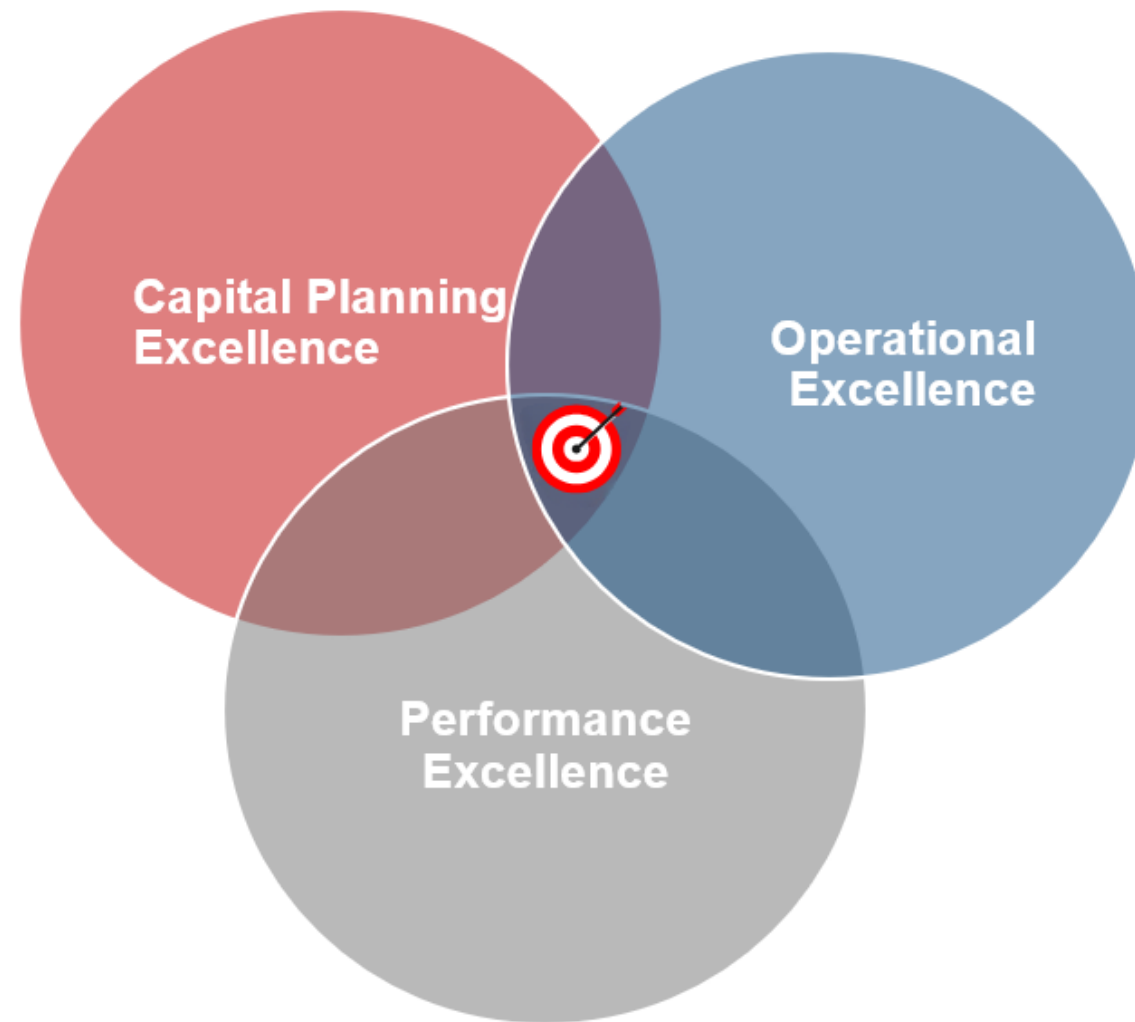 Capital Planning
Excellence
Operational
Excellence
Performance
Excellence